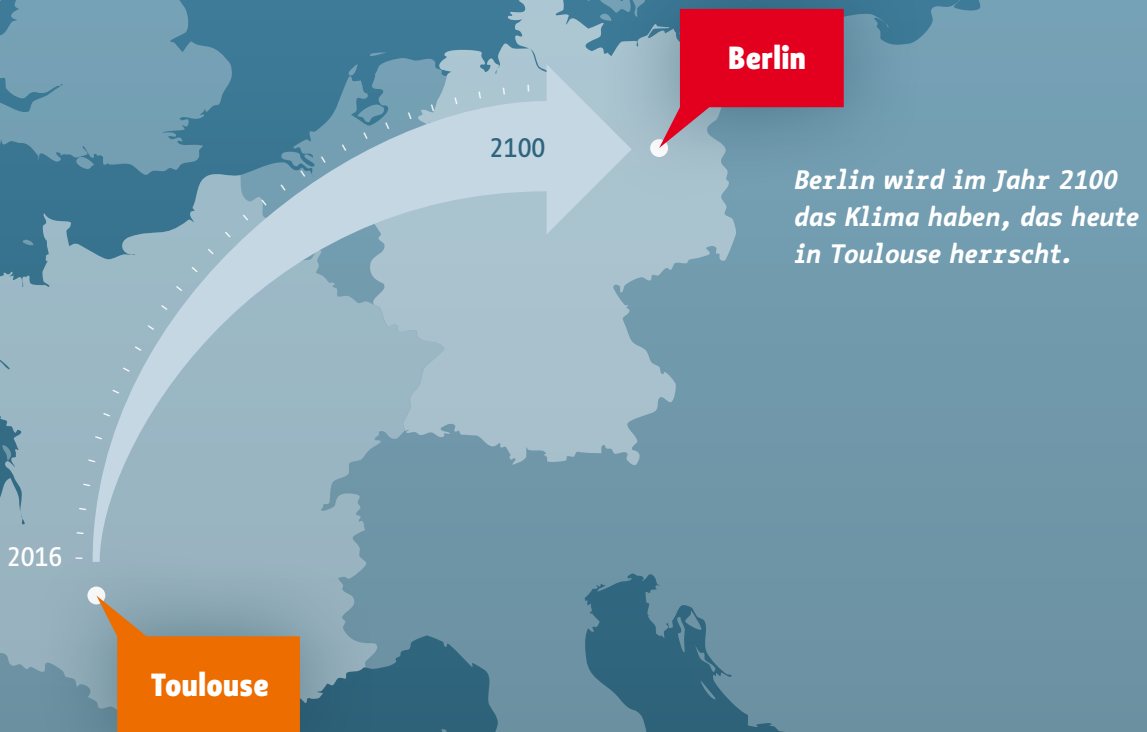 Berlin
2100
Berlin wird im Jahr 2100
das Klima haben, das heute
in Toulouse herrscht.
2016
Toulouse